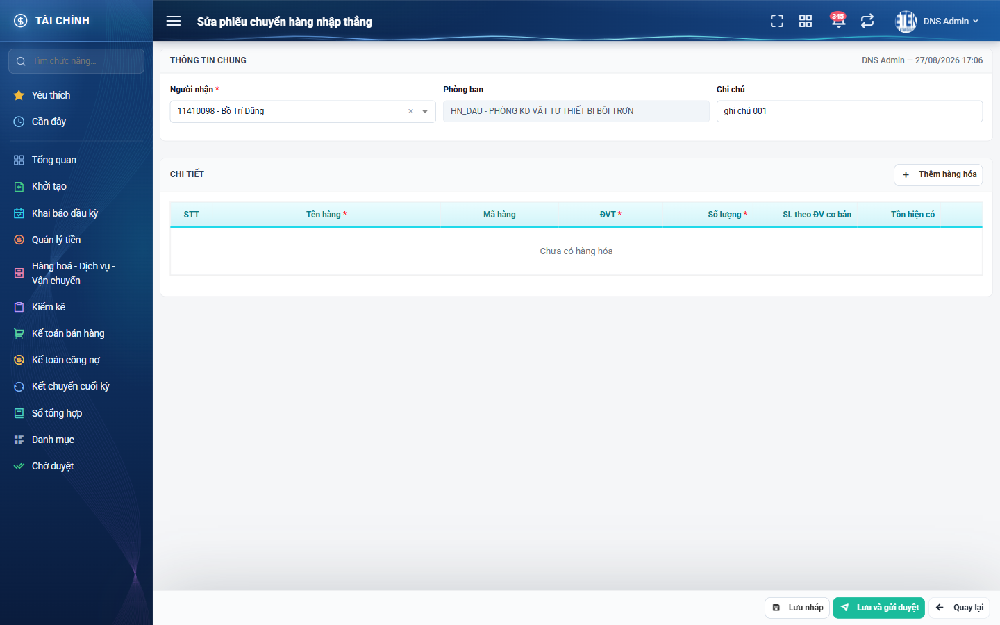 TÀI CHÍNH
Sửa phiếu chuyển hàng nhập thẳng
345
DNS Admin
Tìm chức năng...
Yêu thích
Gần đây
Tổng quan
Khởi tạo
Khai báo đầu kỳ
Quản lý tiền
Hàng hoá - Dịch vụ -
Vận chuyển
Kiểm kê
Kế toán bán hàng
Kế toán công nợ
Kết chuyển cuối kỳ
Sổ tổng hợp
Danh mục
Chờ duyệt
THÔNG TIN CHUNG
DNS Admin — 27/08/2026 17:06
Người nhận * Phòng ban Ghi chú
11410098 - Bồ Trí Dũng × HN_DAU - PHÒNG KD VẬT TƯ THIẾT BỊ BÔI TRƠN ghi chú 001
CHI TIẾT
+ Thêm hàng hóa
STT Tên hàng * Mã hàng ĐVT * Số lượng * SL theo ĐV cơ bản Tồn hiện có
Chưa có hàng hóa
Lưu nháp Lưu và gửi duyệt Quay lại